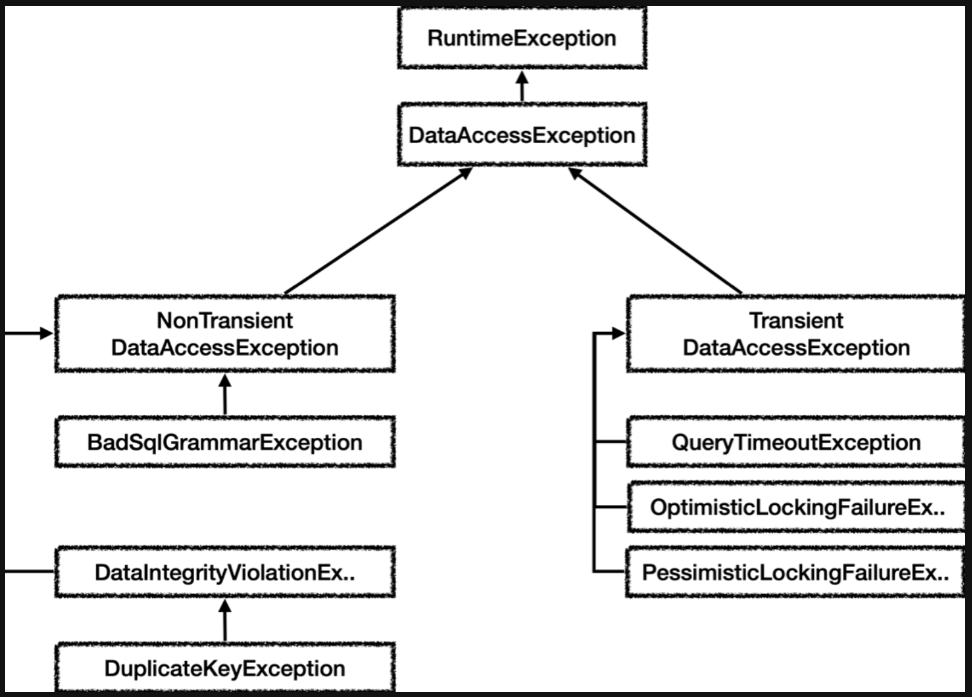 RuntimeException
DataAccessException
NonTransient
DataAccessException
Transient
DataAccessException
BadSqlGrammarException
QueryTimeoutException
OptimisticLockingFailureEx..
DataIntegrityViolationEx..
PessimisticLockingFailureEx..
DuplicateKeyException